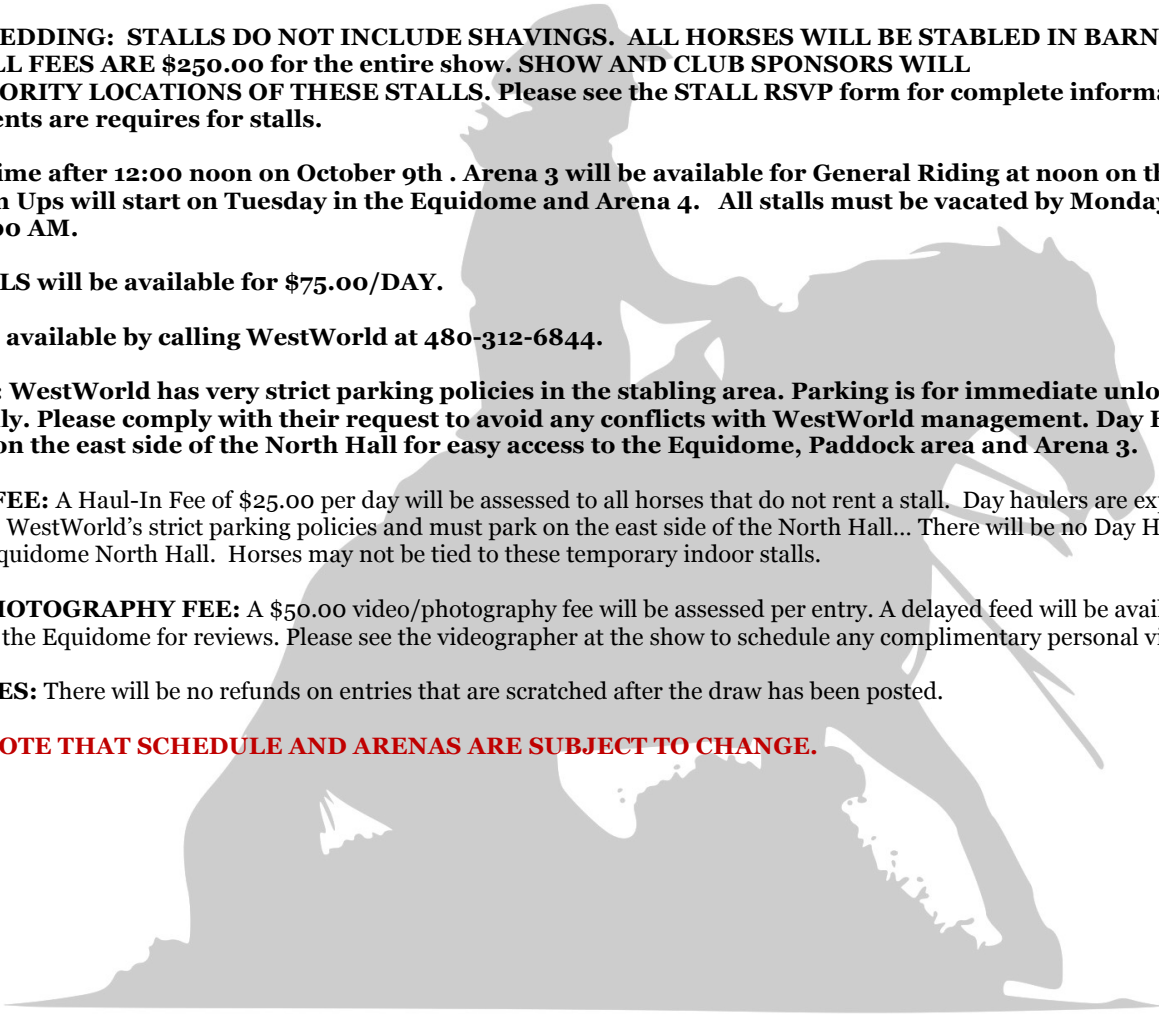 EDDING: STALLS DO NOT INCLUDE SHAVINGS. ALL HORSES WILL BE STABLED IN BARN
LL FEES ARE $250.00 for the entire show. SHOW AND CLUB SPONSORS WILL
ORITY LOCATIONS OF THESE STALLS. Please see the STALL RSVP form for complete informa
ents are requires for stalls.
ime after 12:00 noon on October 9th . Arena 3 will be available for General Riding at noon on th
n Ups will start on Tuesday in the Equidome and Arena 4. All stalls must be vacated by Monday
00 AM.
LS will be available for $75.00/DAY.
available by calling WestWorld at 480-312-6844.
: WestWorld has very strict parking policies in the stabling area. Parking is for immediate unlo
ly. Please comply with their request to avoid any conflicts with WestWorld management. Day H
on the east side of the North Hall for easy access to the Equidome, Paddock area and Arena 3.
FEE: A Haul-In Fee of $25.00 per day will be assessed to all horses that do not rent a stall. Day haulers are ex
WestWorld's strict parking policies and must park on the east side of the North Hall... There will be no Day H
quidome North Hall. Horses may not be tied to these temporary indoor stalls.
HOTOGRAPHY FEE: A $50.00 video/photography fee will be assessed per entry. A delayed feed will be avai
the Equidome for reviews. Please see the videographer at the show to schedule any complimentary personal vi
ES: There will be no refunds on entries that are scratched after the draw has been posted.
OTE THAT SCHEDULE AND ARENAS ARE SUBJECT TO CHANGE.